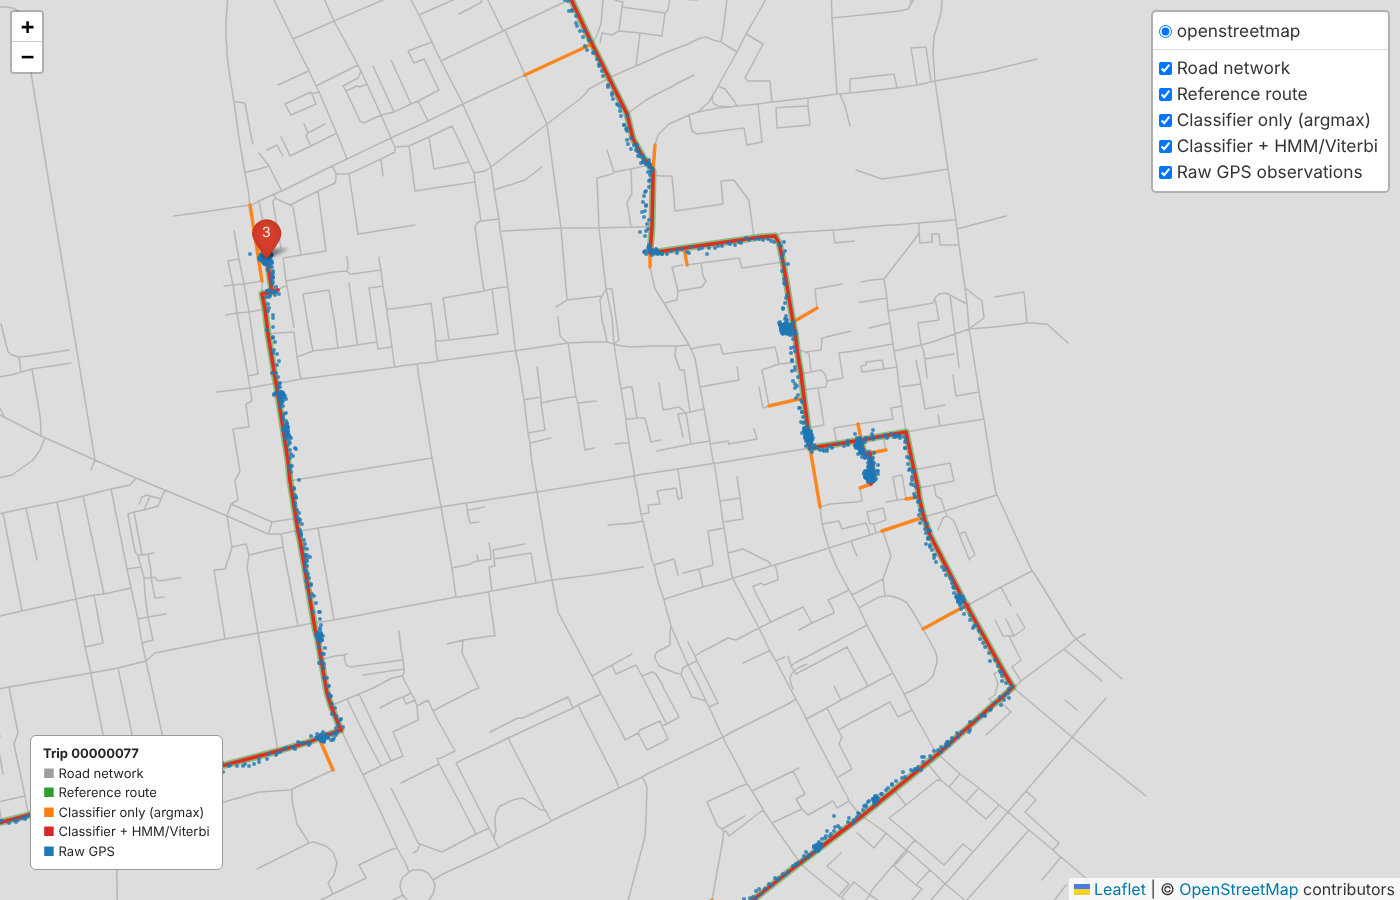 +
−
openstreetmap
Road network
Reference route
Classifier only (argmax)
Classifier + HMM/Viterbi
Raw GPS observations
3
Trip 00000077
Road network
Reference route
Classifier only (argmax)
Classifier + HMM/Viterbi
Raw GPS
Leaflet | © OpenStreetMap contributors